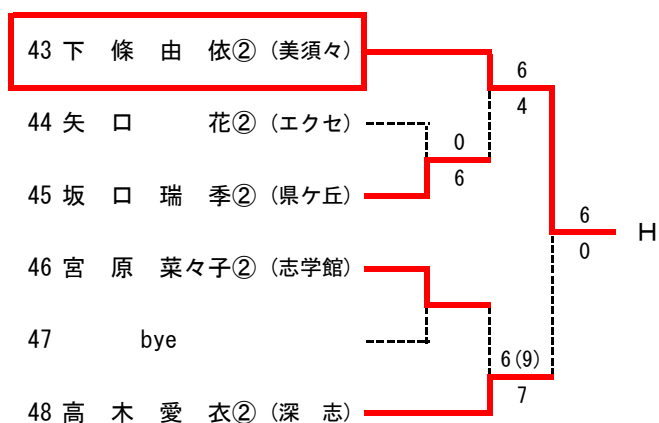 43 下 條 由 依② (美須々)
6
4
44 矢 口 花② (エクセ)
0
6
45 坂 口 瑞 季② (県ケ丘)
6
0
H
46 宮 原 菜々子② (志学館)
47 bye
6(9)
7
48 高 木 愛 衣② (深 志)